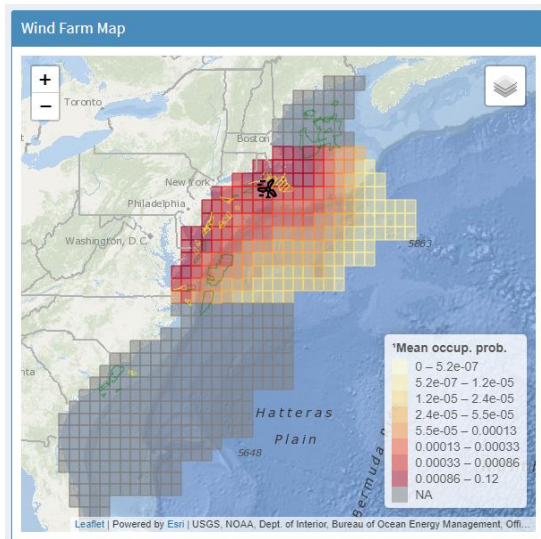 Wind Farm Map
+
−
Toronto
Boston
New York
Philadelphia
Washington, D.C.
5863
Hatteras
Plain
5648
Bermuda
¹Mean occup. prob.
0 – 5.2e-07
5.2e-07 – 1.2e-05
1.2e-05 – 2.4e-05
2.4e-05 – 5.5e-05
5.5e-05 – 0.00013
0.00013 – 0.00033
0.00033 – 0.00086
0.00086 – 0.12
NA
Leaflet | Powered by Esri | USGS, NOAA, Dept. of Interior, Bureau of Ocean Energy Management, Offi...